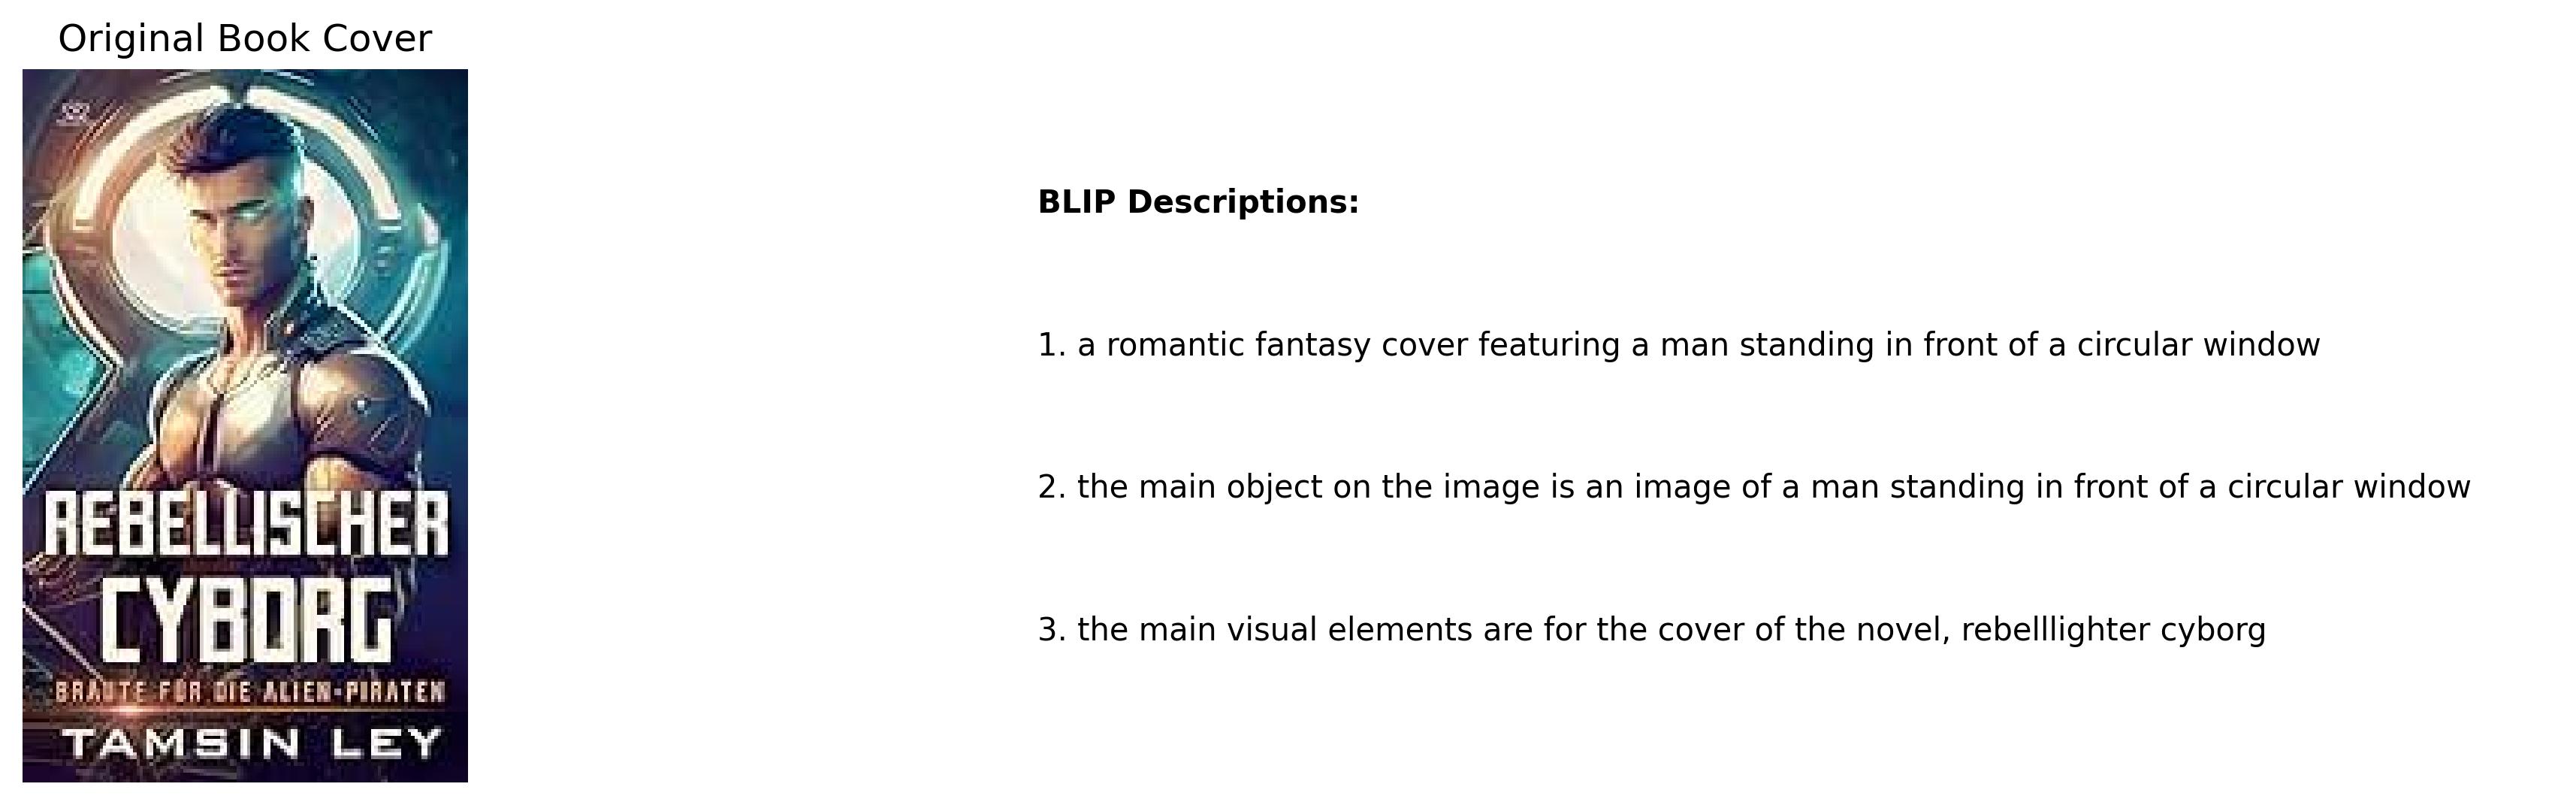 Original Book Cover
REBELLISCHER
CYBORG
BRÄUTE FÜR DIE ALIEN-PIRATEN
TAMSIN LEY
BLIP Descriptions:
1. a romantic fantasy cover featuring a man standing in front of a circular window
2. the main object on the image is an image of a man standing in front of a circular window
3. the main visual elements are for the cover of the novel, rebelllighter cyborg